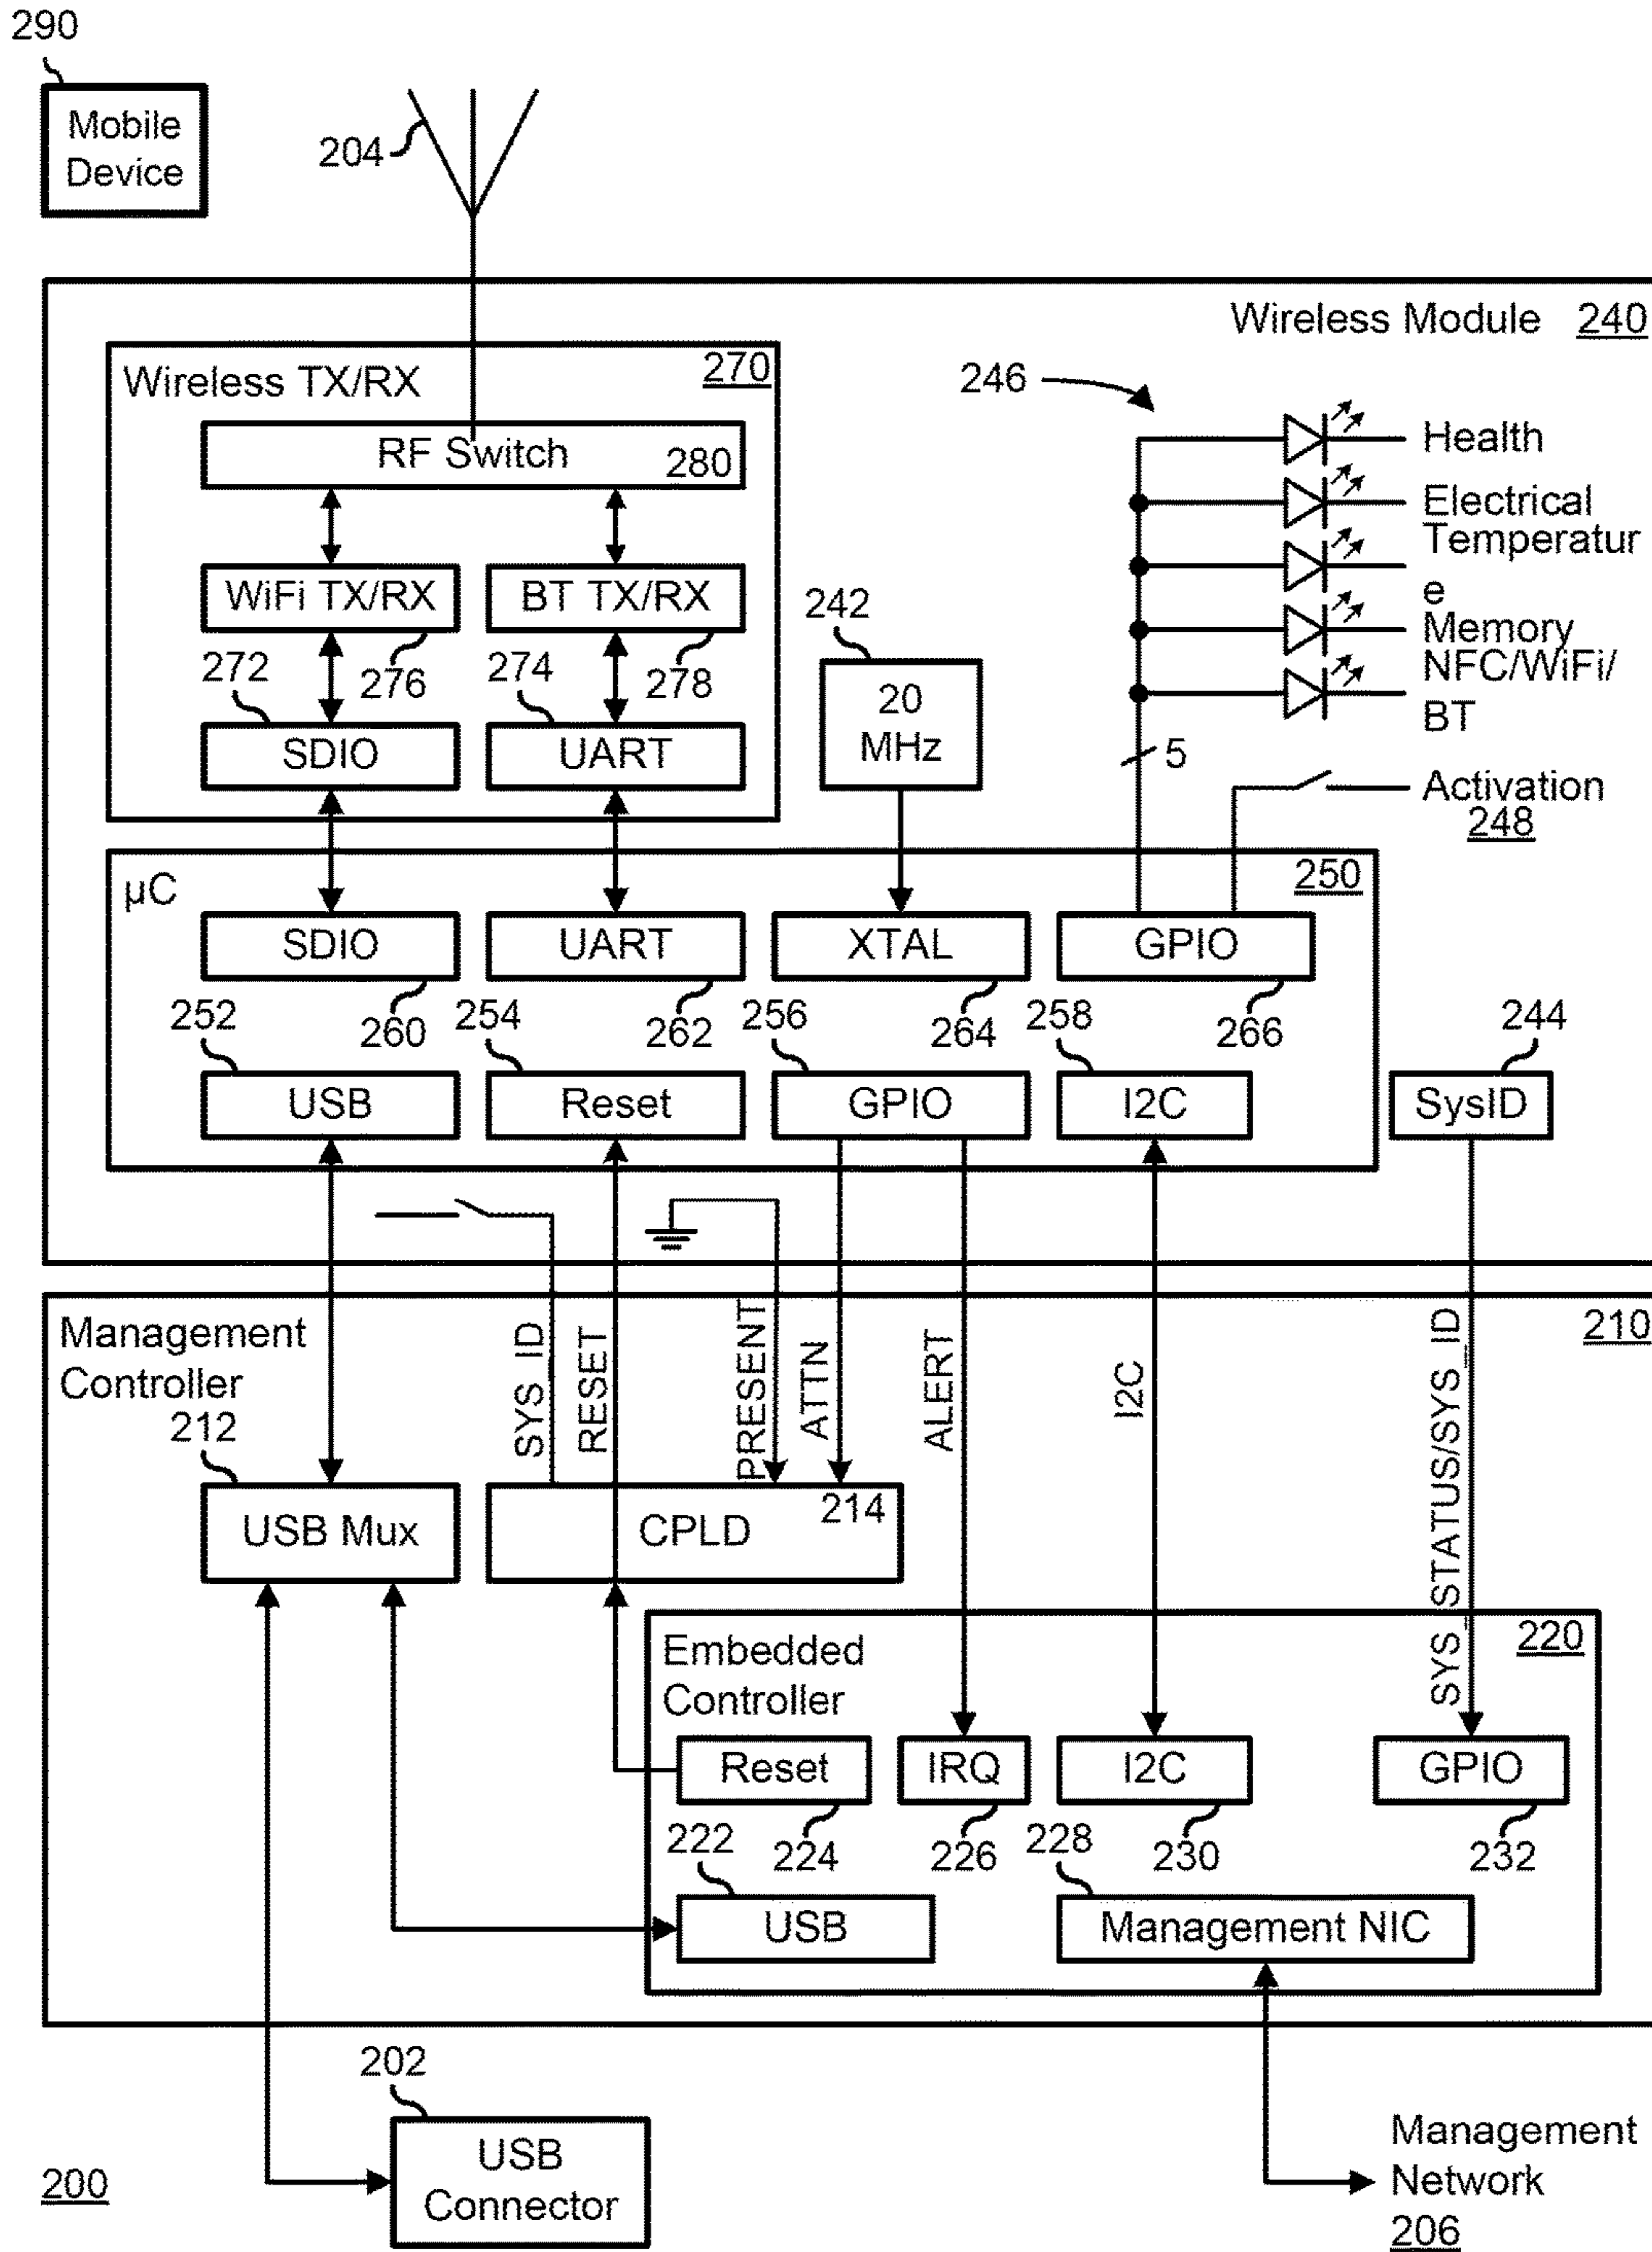 290
Mobile
Device
204
Wireless Module 240
Wireless TX/RX
270
246
RF Switch
280
Health
Electrical
Temperatur
e
Memory
NFC/WiFi/
BT
WiFi TX/RX
BT TX/RX
242
272
276
274
278
20
MHz
SDIO
UART
5
Activation
248
µC
250
SDIO
UART
XTAL
GPIO
252
260
254
262
256
264
258
266
244
USB
Reset
GPIO
I2C
SysID
Management
Controller
210
SYS_ID
RESET
PRESENT
ATTN
ALERT
I2C
SYS_STATUS/SYS_ID
212
USB Mux
CPLD
214
Embedded
Controller
220
Reset
IRQ
I2C
GPIO
222
224
226
228
230
232
USB
Management NIC
202
USB
Connector
200
Management
Network
206